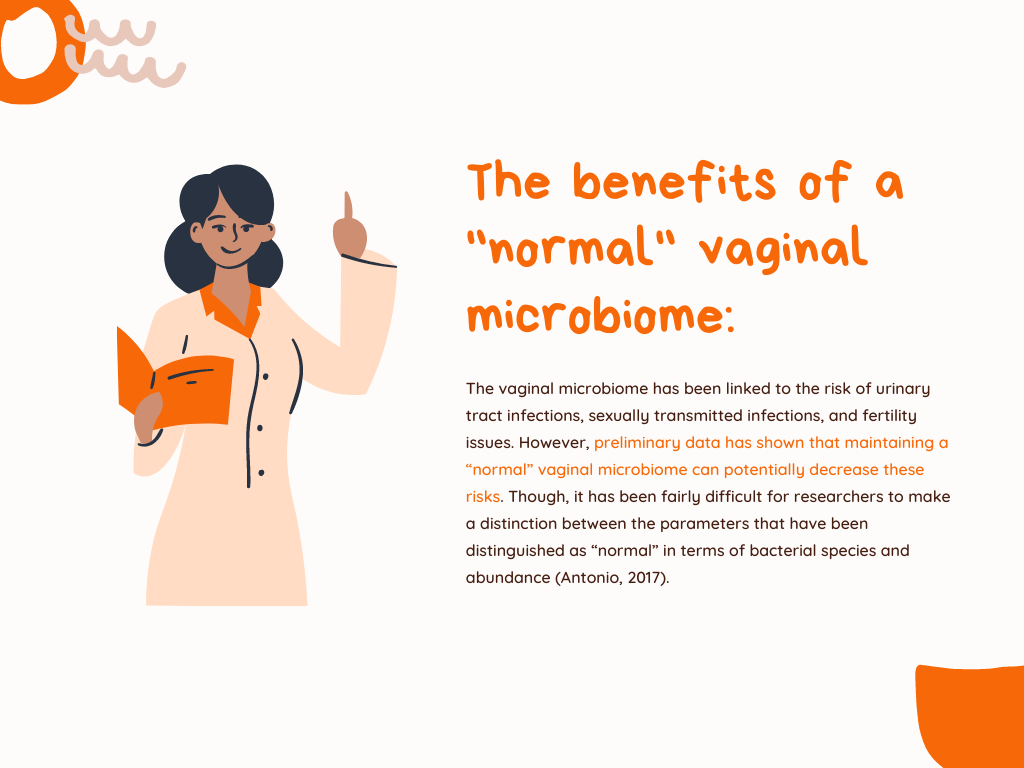 The benefits of a
"normal" vaginal
microbiome:
The vaginal microbiome has been linked to the risk of urinary
tract infections, sexually transmitted infections, and fertility
issues. However, preliminary data has shown that maintaining a
“normal” vaginal microbiome can potentially decrease these
risks. Though, it has been fairly difficult for researchers to make
a distinction between the parameters that have been
distinguished as “normal” in terms of bacterial species and
abundance (Antonio, 2017).